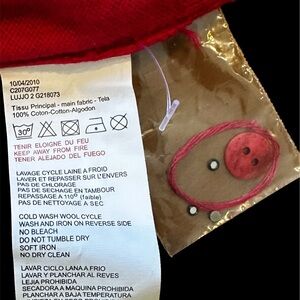 10/04/2010
C207G077
LUJJO 2 G218073
Tissu Principal - main fabric - Tela
100% Coton-Cotton-Algodon
30°
TENIR ELOIGNE DU FEU
KEEP AWAY FROM FIRE
TENER ALEJADO DEL FUEGO
LAVAGE CYCLE LAINE A FROID
LAVER ET REPASSER SUR L'ENVERS
PAS DE CHLORAGE
PAS DE SECHAGE EN TAMBOUR
REPASSAGE A 110° (faible)
PAS DE NETTOYAGE A SEC
COLD WASH WOOL CYCLE
WASH AND IRON ON REVERSE SIDE
NO BLEACH
DO NOT TUMBLE DRY
SOFT IRON
NO DRY CLEAN
LAVAR CICLO LANA A FRIO
LAVAR Y PLANCHAR AL REVES
LEJIA PROHIBIDA
SECADORA A MAQUINA PROHIBIDA
PLANCHAR A BAJA TEMPERATURA